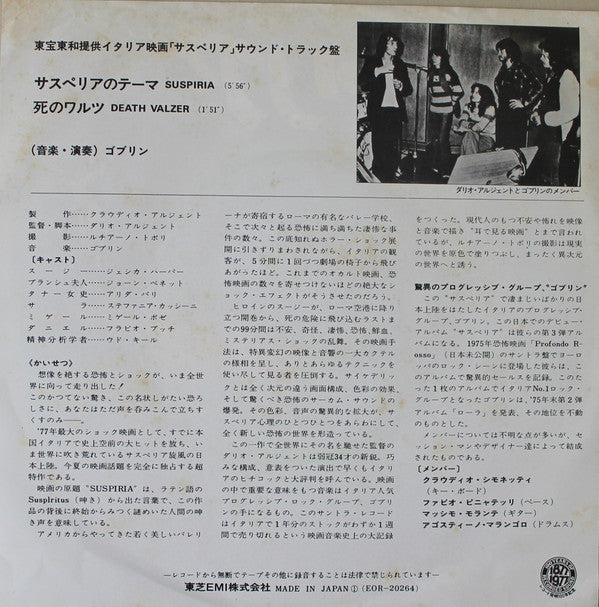 東宝東和提供イタリア映画「サスペリア」サウンド・トラック盤
サスペリアのテーマ SUSPIRIA (5′56″)
死のワルツ DEATH VALZER (1′51″)
(音楽・演奏) ゴブリン
ダリオ・アルジェントとゴブリンのメンバー
製作……クラウディオ・アルジェント
監督・脚本……ダリオ・アルジェント
撮影……ルチアーノ・トボリ
音楽……ゴブリン
〔キャスト〕
スージー………ジェシカ・ハーパー
ブランシュ夫人………ジョーン・ベネット
タナー女史………アリダ・バリ
サラ………ステファニア・カッシーニ
ミゲール………ミゲール・ボゼ
ダニエル………フラビオ・ブッチ
精神分析学者………ウド・キール
《かいせつ》
想像を絶する恐怖とショックが、いま全世
界に向って走り出した!
このかつてない驚き、この名状しがたい恐ろ
しさに、あなたはただ声を呑みこんで立ちす
くすのみ——。
'77年最大のショック映画として、すでに本
国イタリアで史上空前の大ヒットを放ち、い
ま世界に吹き荒れているサスペリア旋風の日
本上陸。今夏の映画話題を完全に独占する超
特作である。
映画の原題 “SUSPIRIA” は、ラテン語の
Susplritus (呻き) から出た言葉で、この作
品の背後に終始からみつく謎めいた人間の呻
き声を意味している。
アメリカからやってきた若く美しいバレリ
ーナが寄宿するローマの有名なバレー学校、
そこで次々と起る恐怖に満ちた凄惨な事
件の数々。この底知れぬホラー・ショック展
開に引きずりまわされながら、イタリアの観
客が、5分間に1回づつ劇場の椅子から飛び
あがったほど。これまでのオカルト映画、恐
怖映画の数々を寄せつけないほどの絶大なシ
ョック・エフェクトがそうさせたのだろう。
ヒロインのスージーが、ローマ空港に降り
立つ冒頭から、死の危険に飛び込むラストま
での99分間は不安、奇怪、凄惨、恐怖、鮮血、
ミステリアス・ショックの乱舞。その映画手
法は、特異変幻の映像と音響の一大カクテル
の様相を呈し、ありとあらゆるテクニックを
使い尽して見る者を圧倒する。サイケデリッ
クとは全く次元の違う画面構成、色彩の効果、
そして驚くべき恐怖のサーカム・サウンドの
爆発。その色彩、音声の驚異的な拡大が、サ
スペリア心理のひとつひとつをあらわにして、
全く新しい恐怖の世界を形造っている。
この一作で全世界にその名を馳せた監督の
ダリオ・アルジェントは弱冠34才の新鋭。巧
みな構成、意表をついた演出で早くもイタリ
アのヒチコックと大評判を呼んでいる。映画
の中で重要な意味をもつ音楽はイタリア人気
プログレッシブ・ロック・グループ、ゴブリ
ンの手になるもの。このサントラ・レコード
はイタリアで1年分のストックがわずか1週
間で売り切れるという映画音楽史上の大記録
をつくった。現代人のもつ不安や怖れを映像
と音楽で描き“耳で見る映画”とまで言われ
ているが、ルチアーノ・トボリの撮影は現実
の世界を原色で塗りつぶし、まったく異次元
の世界へと誘う。
驚異のプログレッシブ・グループ、“ゴブリン”
この“サスペリア”で凄まじいばかりの日
本上陸をはたしたイタリアのプログレッシブ・
グループ、ゴブリン。この日本でのデビュー・
アルバム“サスペリア”は彼らの第3弾アル
バムになる。1975年恐怖映画「Profondo R-
osso」(日本未公開)のサントラ盤でヨーロ
ッパのロック・シーンに登場した彼らは、こ
のアルバムで驚異的セールスを記録。このた
った1枚のアルバムでイタリアNo.1ロック・
グループとなったゴブリンは、'75年末第2弾
アルバム「ローラ」を発表、その地位を不動
のものとした。
メンバーについては不明な点が多いが、セ
ッション・マンやデザイナー達によって結成
されたものである。
〔メンバー〕
クラウディオ・シモネッティ
(キー・ボード)
ファビオ・ピニャテッリ (ベース)
マッシモ・モランテ (ギター)
アゴスティーノ・マランゴロ (ドラムス)
—レコードから無断でテープその他に録音することは法律で禁じられています—
東芝EMI株式会社 MADE IN JAPAN ① (EOR-20264)
1877
1977